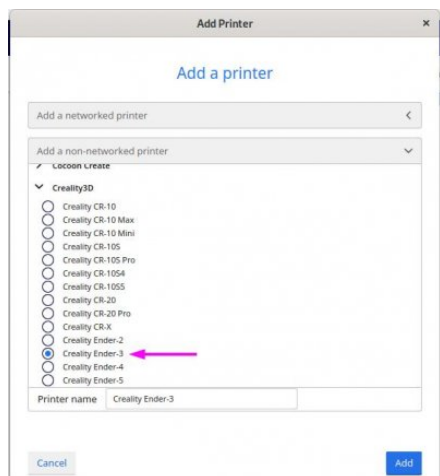 Add Printer
Add a printer
Add a networked printer
Add a non-networked printer
Cocoon Create
Creality3D
Creality CR-10
Creality CR-10 Max
Creality CR-10 Mini
Creality CR-10S
Creality CR-10S Pro
Creality CR-10S4
Creality CR-10S5
Creality CR-20
Creality CR-20 Pro
Creality CR-X
Creality Ender-2
Creality Ender-3
Creality Ender-4
Creality Ender-5
Printer name Creality Ender-3
Cancel Add